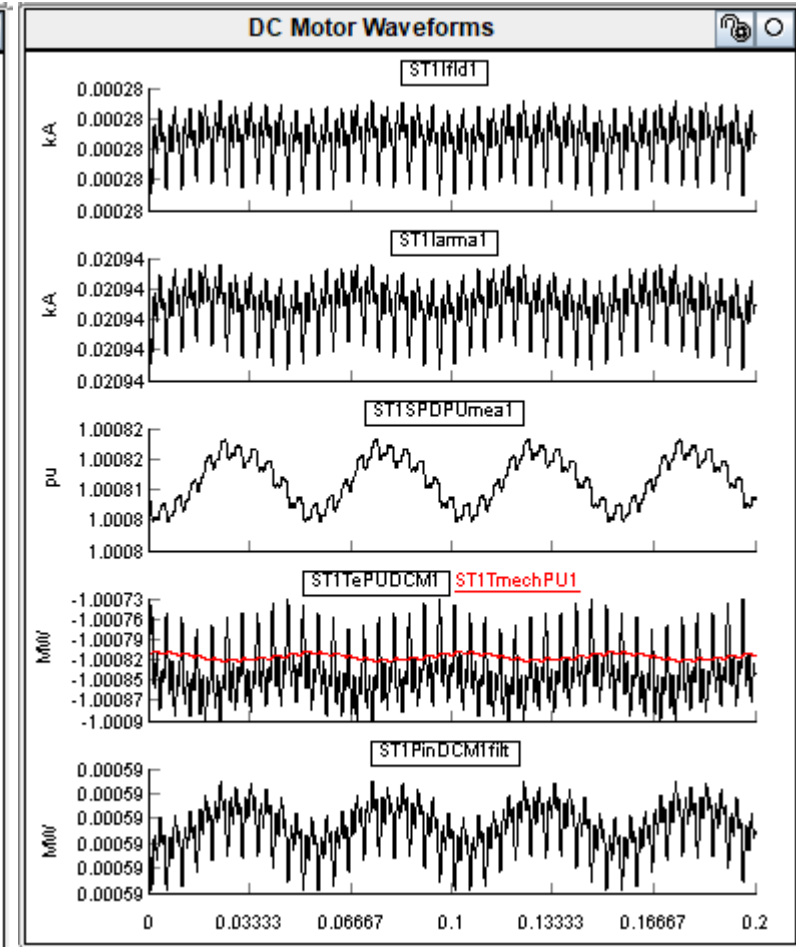 DC Motor Waveforms
ST1Ifld1
kA
0.00028
0.00028
0.00028
0.00028
0.00028
ST1Iarma1
kA
0.02094
0.02094
0.02094
0.02094
0.02094
ST1SPDPUmea1
pu
1.00082
1.00082
1.00081
1.0008
1.0008
ST1TePUDCM1 ST1TmechPU1
MW
-1.00073
-1.00076
-1.00079
-1.00082
-1.00085
-1.00087
-1.0009
ST1PinDCM1filt
MW
0.00059
0.00059
0.00059
0.00059
0.00059
0.00059
0 0.03333 0.06667 0.1 0.13333 0.16667 0.2